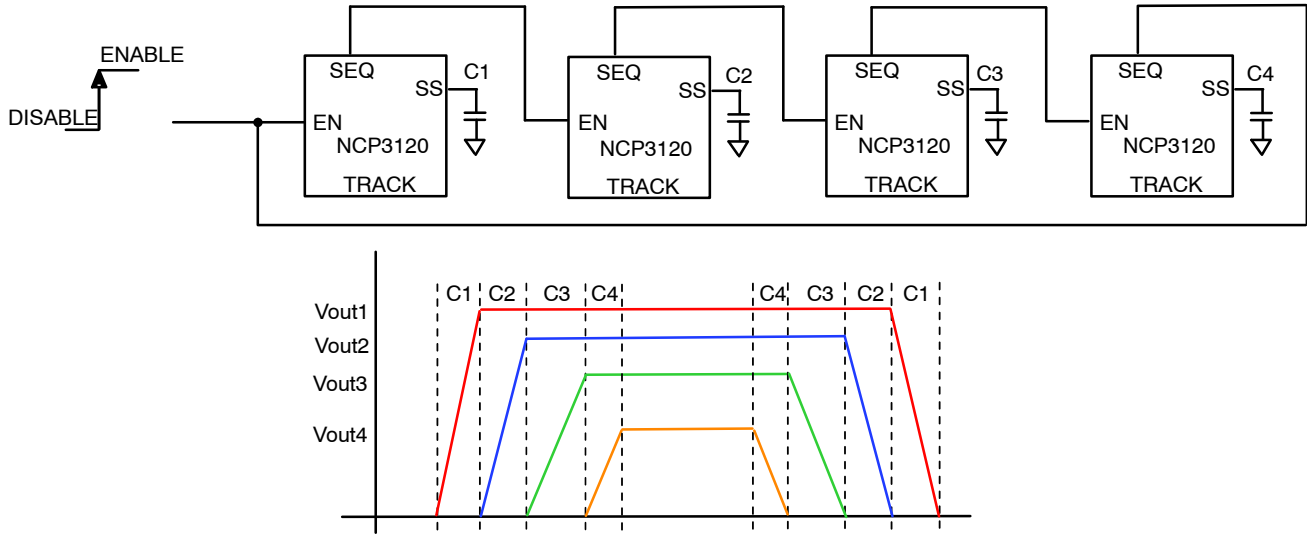 ENABLE
DISABLE
SEQ
SS
C1
EN
NCP3120
TRACK
SEQ
SS
C2
EN
NCP3120
TRACK
SEQ
SS
C3
EN
NCP3120
TRACK
SEQ
SS
C4
EN
NCP3120
TRACK
C1 C2 C3 C4 C4 C3 C2 C1
Vout1
Vout2
Vout3
Vout4